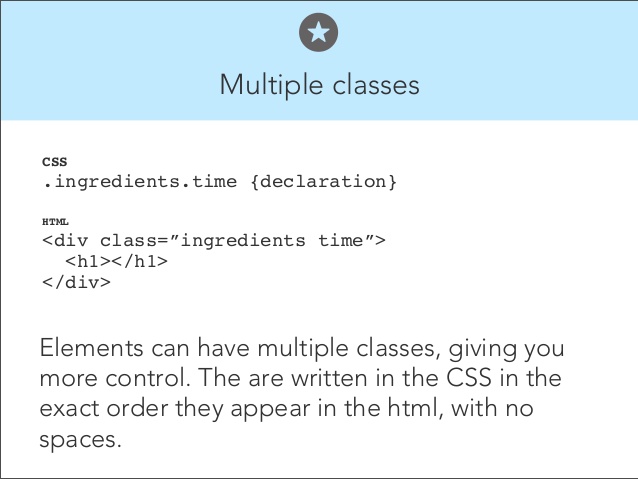 Multiple classes
CSS
.ingredients.time {declaration}
HTML
<div class=”ingredients time”>
  <h1></h1>
</div>
Elements can have multiple classes, giving you
more control. The are written in the CSS in the
exact order they appear in the html, with no
spaces.